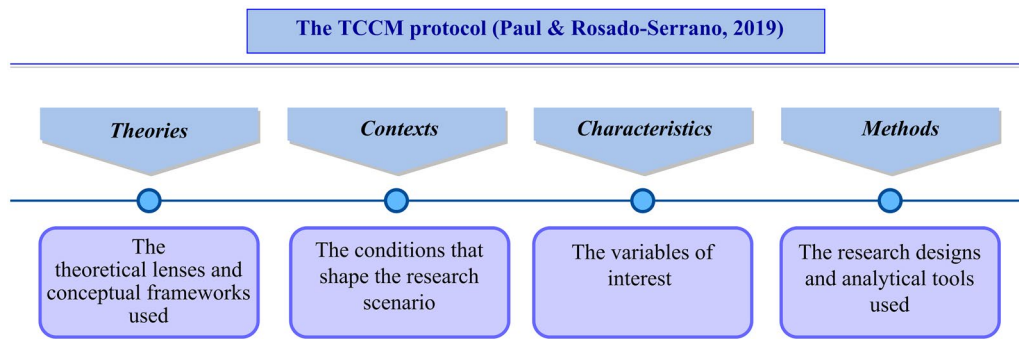 The TCCM protocol (Paul & Rosado-Serrano, 2019)
Theories
Contexts
Characteristics
Methods
The
theoretical lenses and
conceptual frameworks
used
The conditions that
shape the research
scenario
The variables of
interest
The research designs
and analytical tools
used